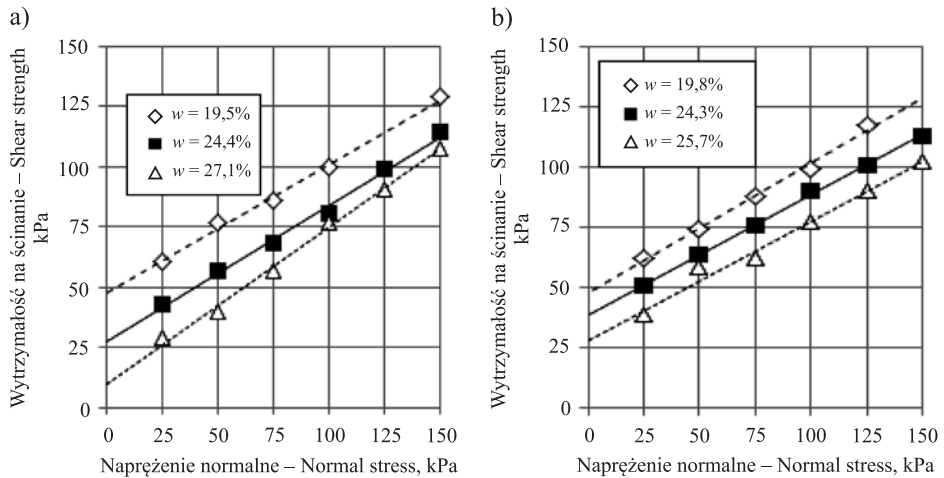 a)
150
125
100
75
50
25
0
0 25 50 75 100 125 150
w = 19,5%
w = 24,4%
w = 27,1%
Wytrzymałość na ścinanie – Shear strength
kPa
Naprężenie normalne – Normal stress, kPa
b)
150
125
100
75
50
25
0
0 25 50 75 100 125 150
w = 19,8%
w = 24,3%
w = 25,7%
Wytrzymałość na ścinanie – Shear strength
kPa
Naprężenie normalne – Normal stress, kPa